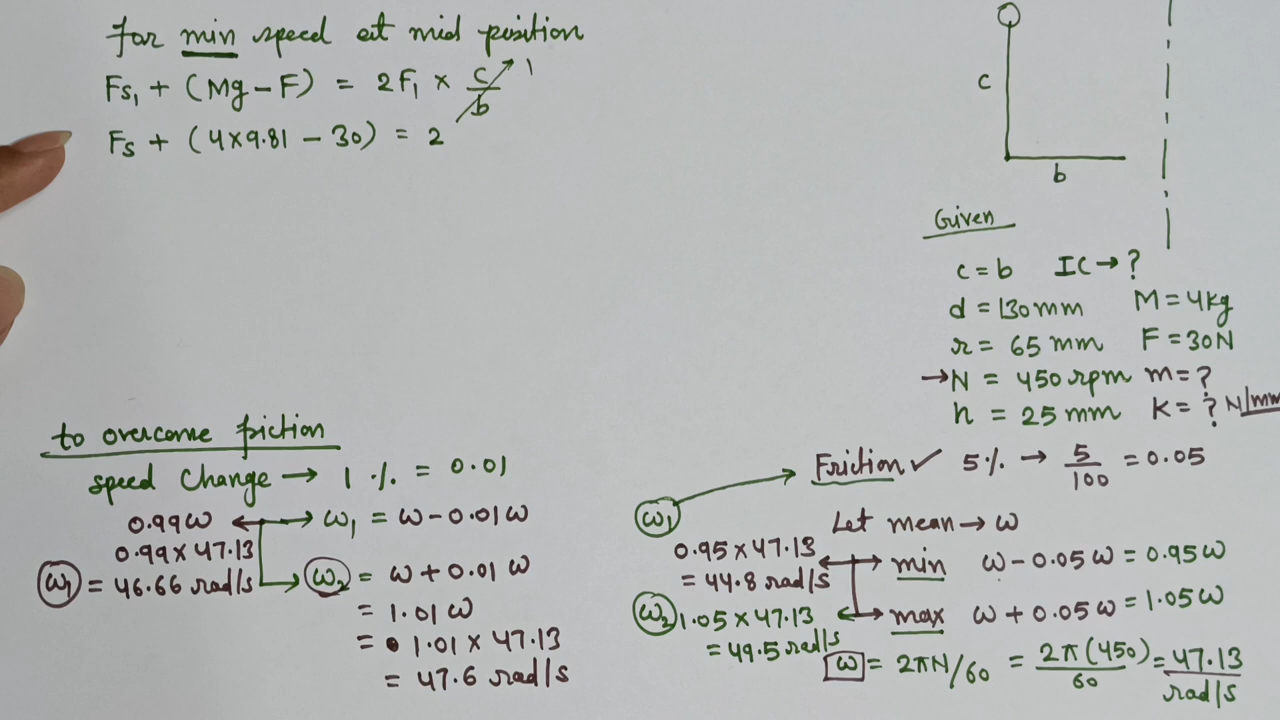 for min speed at mid position
Fs₁ + (Mg - F) = 2F₁ × c/b 1
Fs + (4×9.81 - 30) = 2
c
b
Given
c = b IC → ?
d = 130mm M = 4kg
r = 65 mm F = 30N
→ N = 450 rpm m = ?
h = 25 mm K = ? N/mm
to overcome friction
speed change → 1 % = 0.01
0.99ω ↔ ω₁ = ω - 0.01ω
0.99 × 47.13
ω₁ = 46.66 rad/s
ω₂ = ω + 0.01 ω
= 1.01 ω
= 1.01 × 47.13
= 47.6 rad/s
Friction ✓ 5% → 5/100 = 0.05
ω₁
Let mean → ω
0.95 × 47.13 ↔ min ω - 0.05ω = 0.95ω
= 44.8 rad/s
ω₂ 1.05 × 47.13 ↔ max ω + 0.05ω = 1.05ω
= 49.5 rad/s
ω = 2πN/60 = 2π(450)/60 = 47.13 rad/s